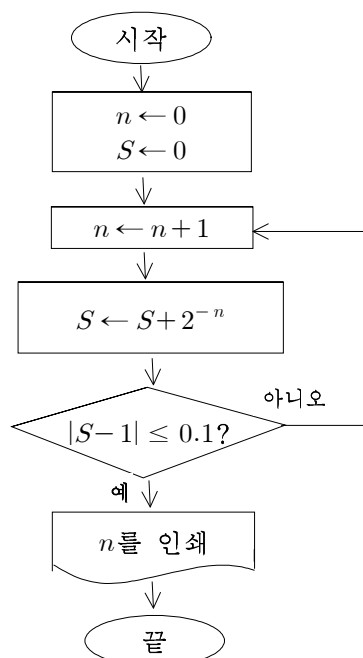 시작
n ← 0
S ← 0
n ← n + 1
S ← S + 2^{-n}
아니오
|S - 1| ≤ 0.1?
예
n를 인쇄
끝